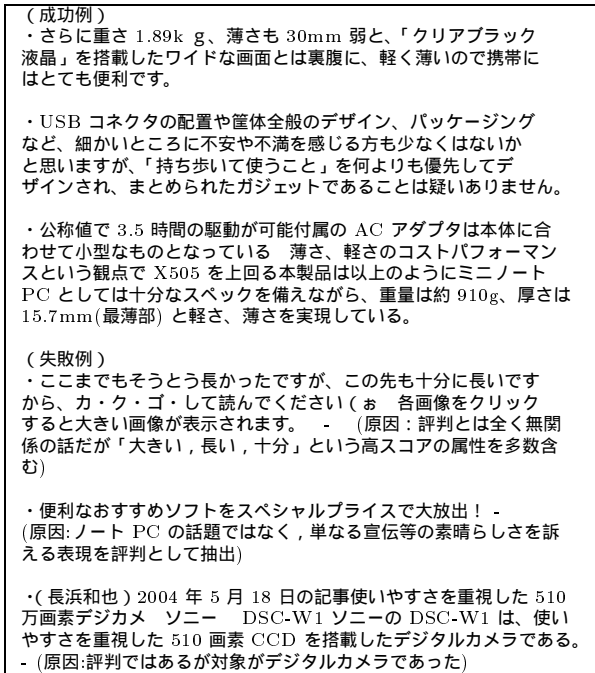 (成功例)
・さらに重さ 1.89k g、薄さも 30mm 弱と、「クリアブラック
液晶」を搭載したワイドな画面とは裏腹に、軽く薄いので携帯に
はとても便利です。
・USB コネクタの配置や筐体全般のデザイン、パッケージング
など、細かいところに不安や不満を感じる方も少なくはないか
と思いますが、「持ち歩いて使うこと」を何よりも優先してデ
ザインされ、まとめられたガジェットであることは疑いありません。
・公称値で 3.5 時間の駆動が可能付属の AC アダプタは本体に合
わせて小型なものとなっている 薄さ、軽さのコストパフォーマン
スという観点で X505 を上回る本製品は以上のようにミニノート
PC としては十分なスペックを備えながら、重量は約 910g、厚さは
15.7mm(最薄部) と軽さ、薄さを実現している。
(失敗例)
・ここまでもそうとう長かったですが、この先も十分に長いです
から、カ・ク・ゴ・して読んでください(ぉ 各画像をクリック
すると大きい画像が表示されます。 - (原因：評判とは全く無関
係の話だが「大きい , 長い , 十分」という高スコアの属性を多数含
む)
・便利なおすすめソフトをスペシャルプライスで大放出！ -
(原因:ノート PC の話題ではなく , 単なる宣伝等の素晴らしさを訴
える表現を評判として抽出)
・(長浜和也) 2004 年 5 月 18 日の記事使いやすさを重視した 510
万画素デジカメ ソニー DSC-W1 ソニーの DSC-W1 は、使い
やすさを重視した 510 画素 CCD を搭載したデジタルカメラである。
- (原因:評判ではあるが対象がデジタルカメラであった)